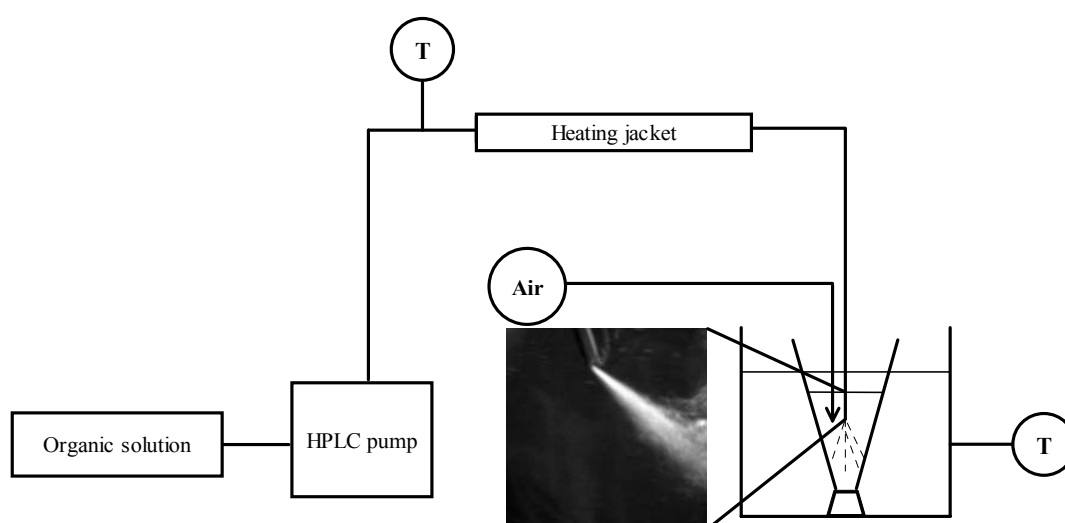 T
Heating jacket
Air
Organic solution
HPLC pump
T